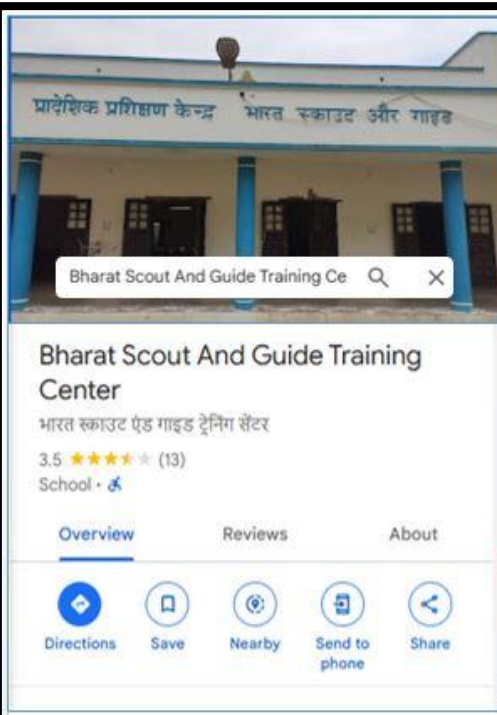 प्रादेशिक प्रशिक्षण केन्द्र भारत स्काउट और गाइड
Bharat Scout And Guide Training Ce
Bharat Scout And Guide Training
Center
भारत स्काउट एंड गाइड ट्रेनिंग सेंटर
3.5 (13)
School
Overview Reviews About
Directions Save Nearby Send to phone Share